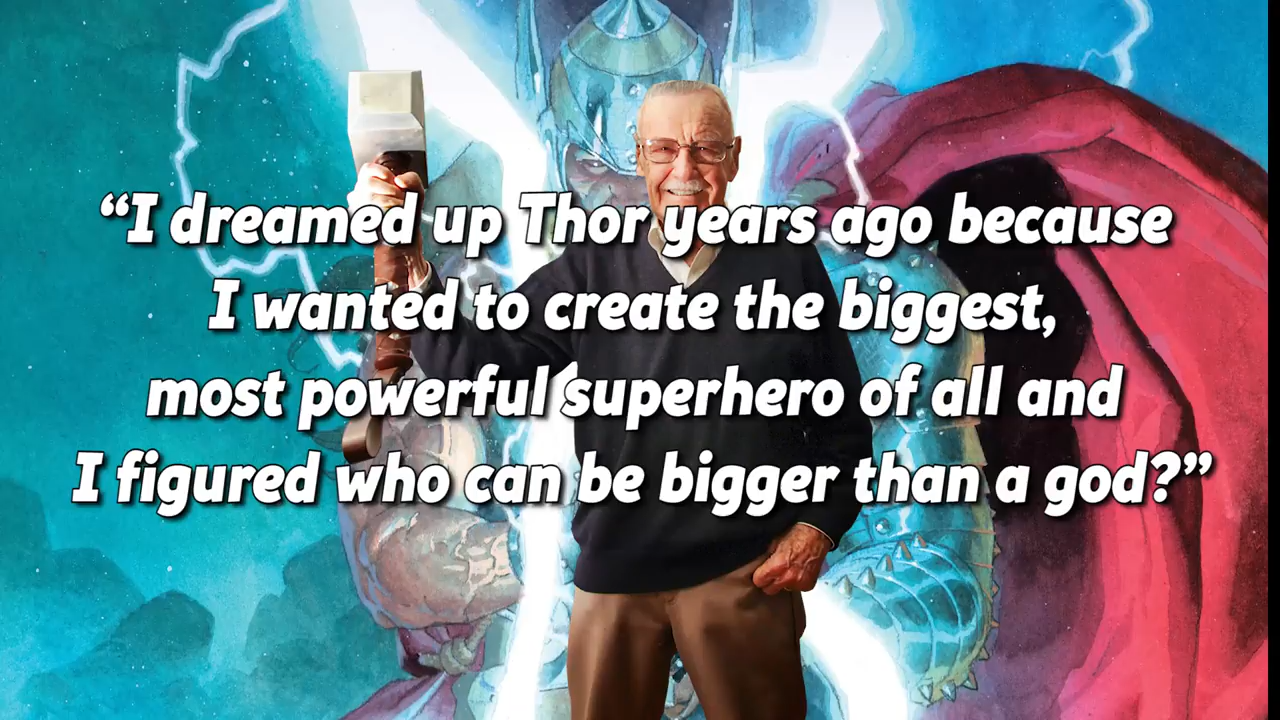 “I dreamed up Thor years ago because
I wanted to create the biggest,
most powerful superhero of all and
I figured who can be bigger than a god?”